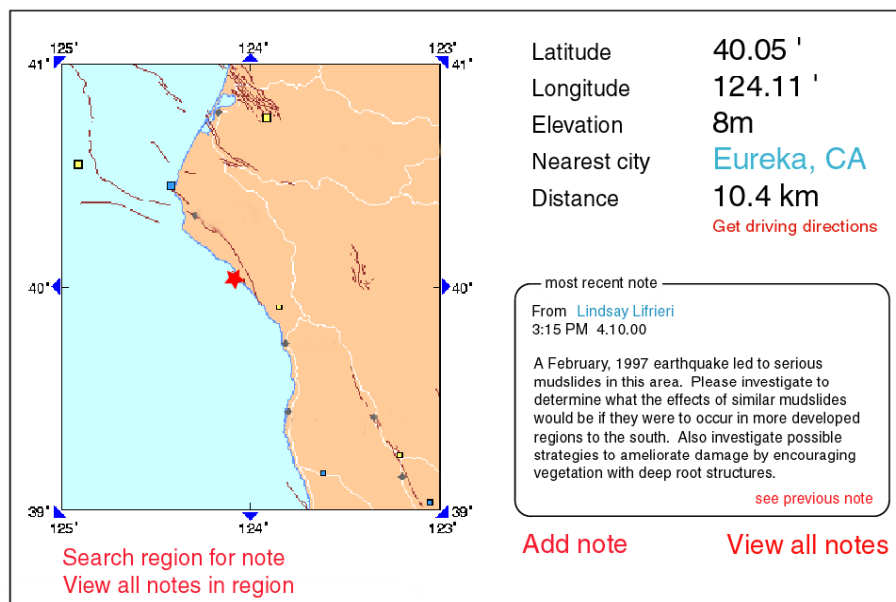 125'
124'
123'
41'
41'
40'
40'
39'
39'
125'
124'
123'
Search region for note
View all notes in region
Latitude 40.05 '
Longitude 124.11 '
Elevation 8m
Nearest city Eureka, CA
Distance 10.4 km
Get driving directions
most recent note
From Lindsay Lifrieri
3:15 PM 4.10.00
A February, 1997 earthquake led to serious
mudslides in this area. Please investigate to
determine what the effects of similar mudslides
would be if they were to occur in more developed
regions to the south. Also investigate possible
strategies to ameliorate damage by encouraging
vegetation with deep root structures.
see previous note
Add note
View all notes